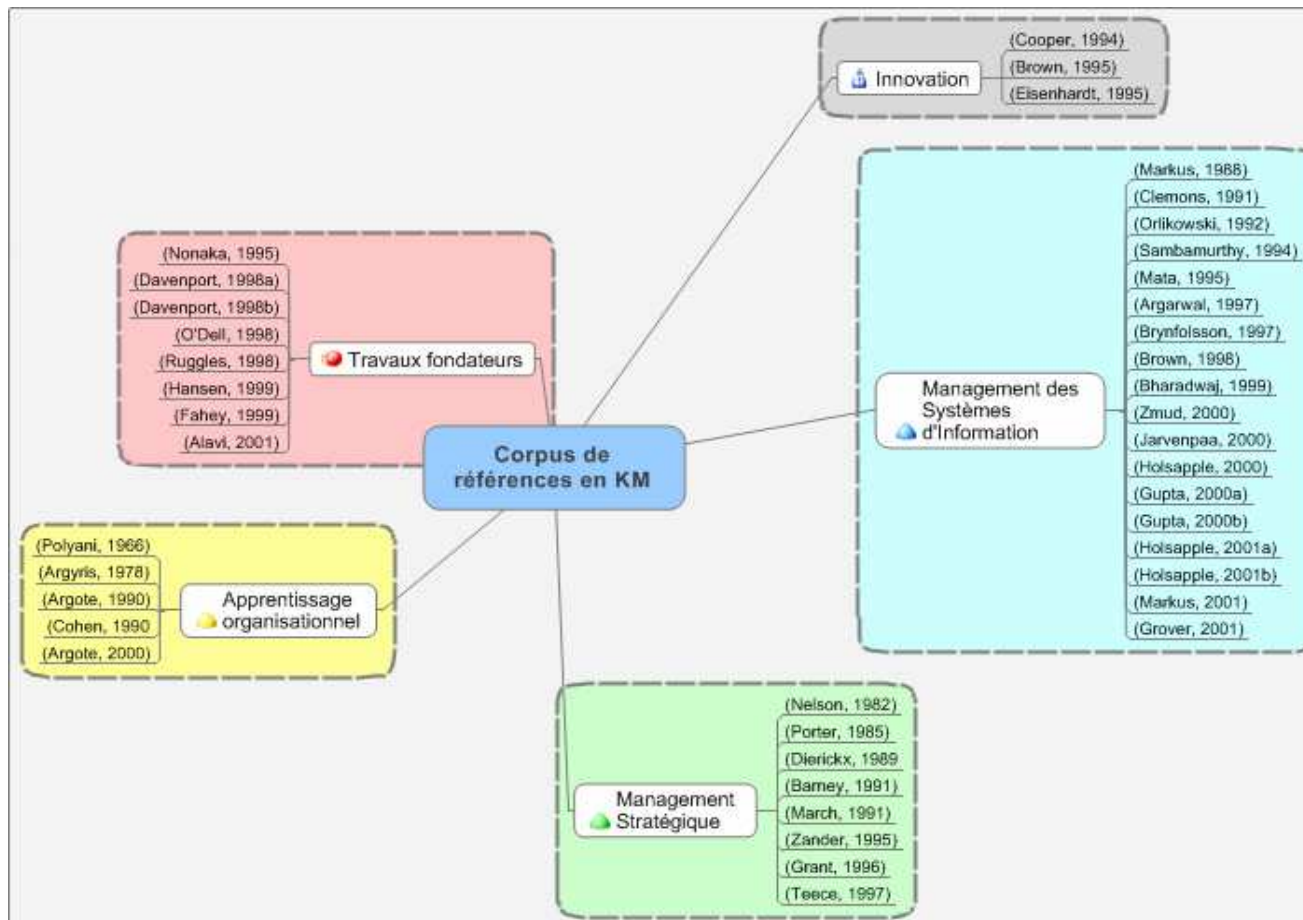 (Cooper, 1994)
(Brown, 1995)
(Eisenhardt, 1995)
Innovation
(Markus, 1988)
(Clemons, 1991)
(Orlikowski, 1992)
(Sambamurthy, 1994)
(Mata, 1995)
(Argarwal, 1997)
(Brynfolsson, 1997)
(Brown, 1998)
(Bharadwaj, 1999)
(Zmud, 2000)
(Jarvenpaa, 2000)
(Holsapple, 2000)
(Gupta, 2000a)
(Gupta, 2000b)
(Holsapple, 2001a)
(Holsapple, 2001b)
(Markus, 2001)
(Grover, 2001)
Management des
Systèmes
d'Information
(Nonaka, 1995)
(Davenport, 1998a)
(Davenport, 1998b)
(O'Dell, 1998)
(Ruggles, 1998)
(Hansen, 1999)
(Fahey, 1999)
(Alavi, 2001)
Travaux fondateurs
Corpus de
références en KM
(Polyani, 1966)
(Argyris, 1978)
(Argote, 1990)
(Cohen, 1990
(Argote, 2000)
Apprentissage
organisationnel
(Nelson, 1982)
(Porter, 1985)
(Dierickx, 1989
(Barney, 1991)
(March, 1991)
(Zander, 1995)
(Grant, 1996)
(Teece, 1997)
Management
Stratégique